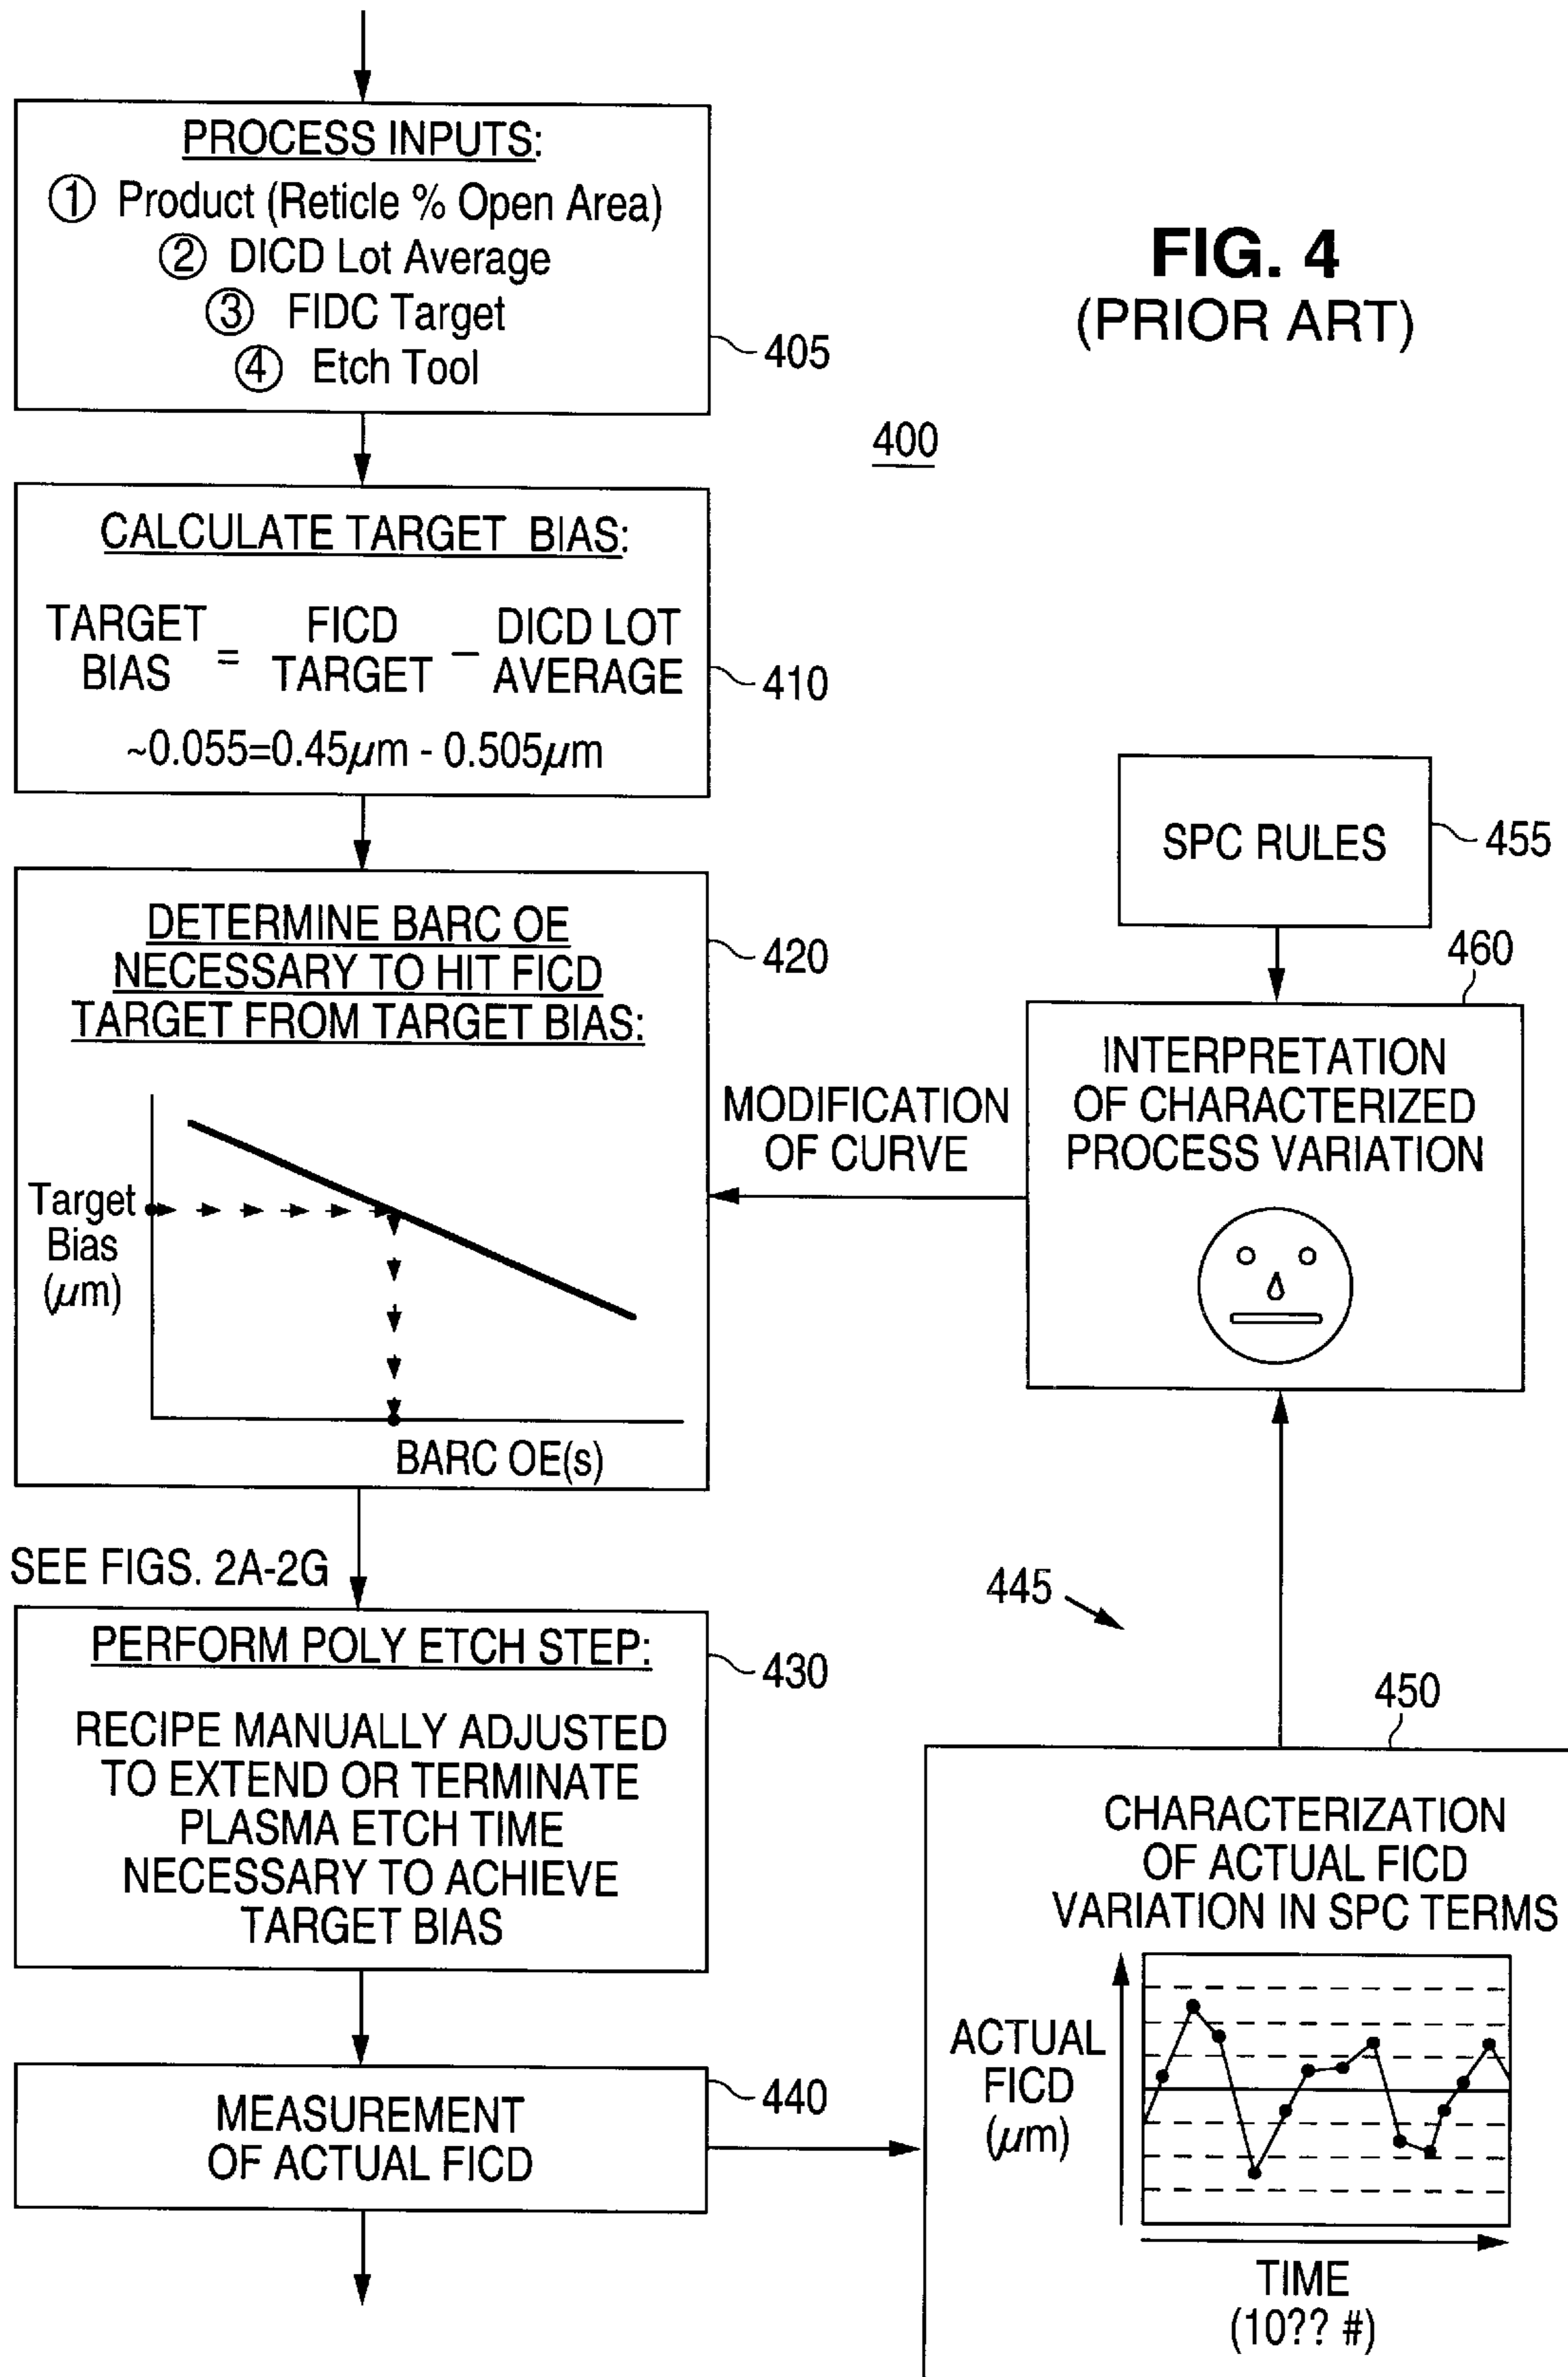 PROCESS INPUTS:
① Product (Reticle % Open Area)
② DICD Lot Average
③ FIDC Target
④ Etch Tool
405
FIG. 4
(PRIOR ART)
400
CALCULATE TARGET BIAS:
TARGET BIAS = FICD TARGET – DICD LOT AVERAGE
~0.055=0.45µm - 0.505µm
410
DETERMINE BARC OE
NECESSARY TO HIT FICD
TARGET FROM TARGET BIAS:
420
Target
Bias
(µm)
BARC OE(s)
MODIFICATION
OF CURVE
SPC RULES
455
460
INTERPRETATION
OF CHARACTERIZED
PROCESS VARIATION
SEE FIGS. 2A-2G
PERFORM POLY ETCH STEP:
430
RECIPE MANUALLY ADJUSTED
TO EXTEND OR TERMINATE
PLASMA ETCH TIME
NECESSARY TO ACHIEVE
TARGET BIAS
445
MEASUREMENT
OF ACTUAL FICD
440
450
CHARACTERIZATION
OF ACTUAL FICD
VARIATION IN SPC TERMS
ACTUAL
FICD
(µm)
TIME
(10?? #)